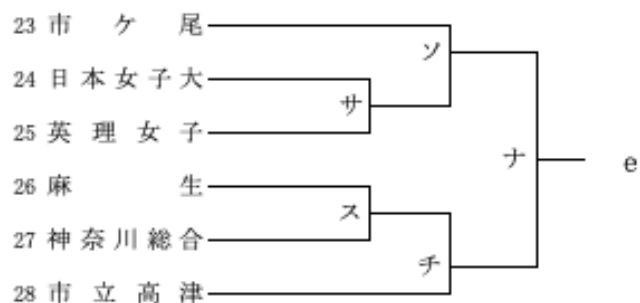 23 市ケ尾
ソ
24 日本女子大
サ
25 英理女子
ナ
e
26 麻生
ス
27 神奈川総合
チ
28 市立高津